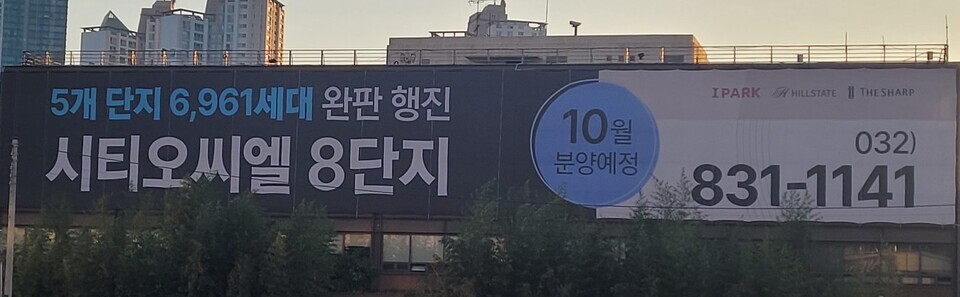 5개 단지 6,961세대 완판 행진
시티오씨엘 8단지
10월
분양예정
IPARK HILLSTATE THE SHARP
032)
831-1141